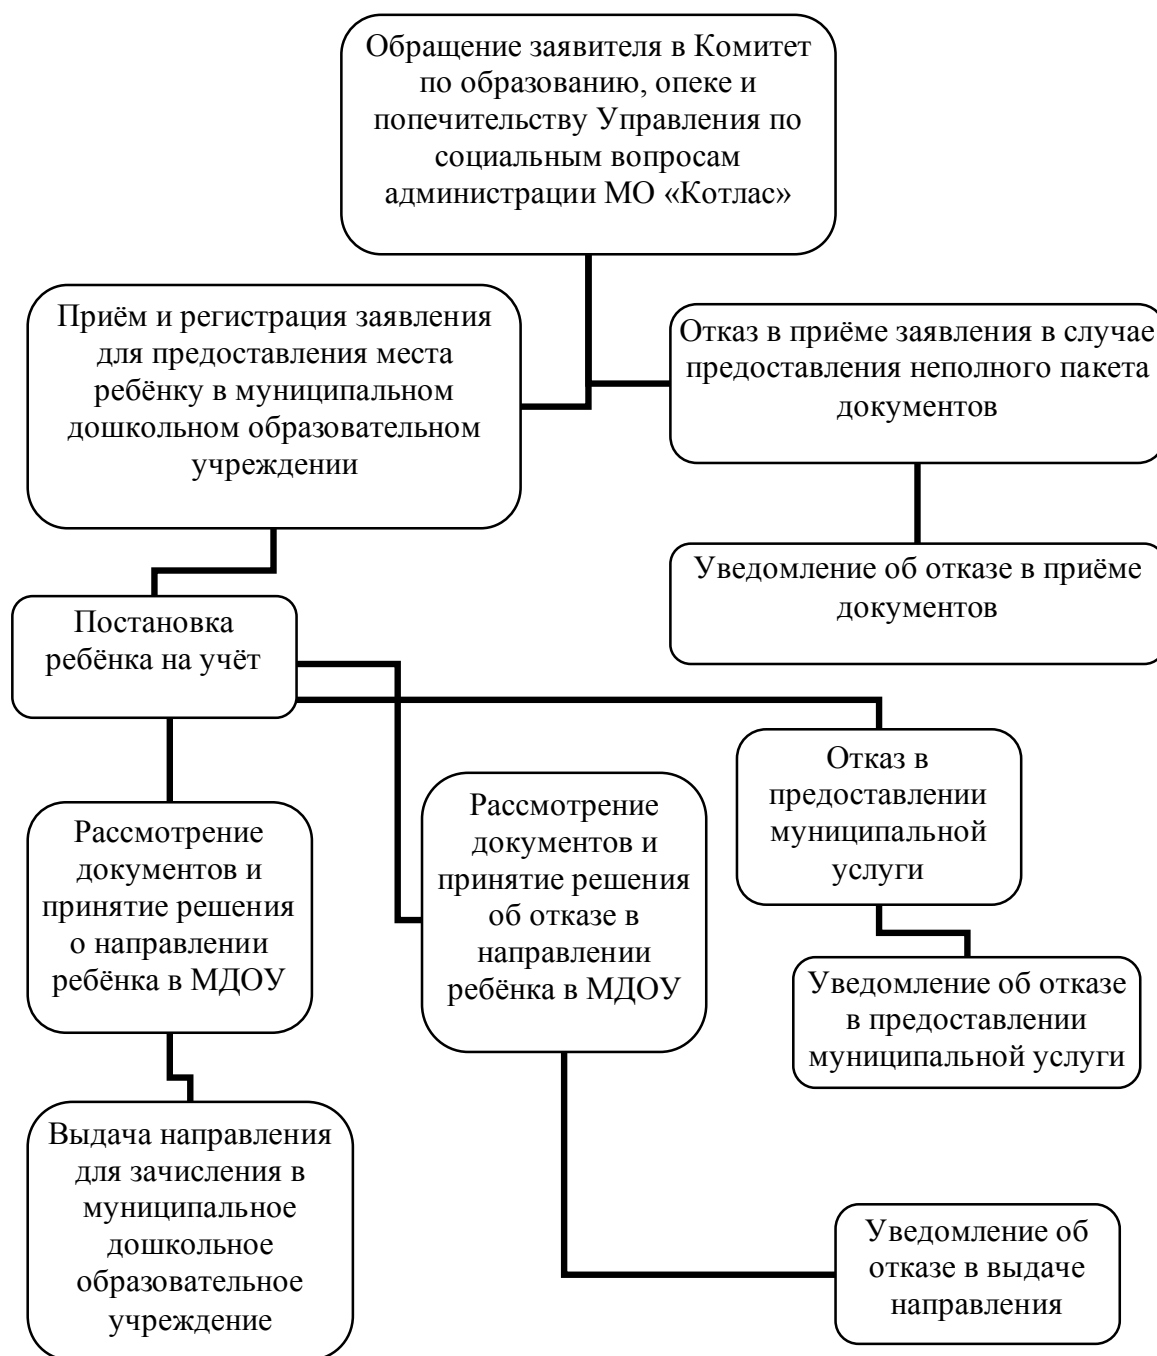 Обращение заявителя в Комитет
по образованию, опеке и
попечительству Управления по
социальным вопросам
администрации МО «Котлас»
Приём и регистрация заявления
для предоставления места
ребёнку в муниципальном
дошкольном образовательном
учреждении
Отказ в приёме заявления в случае
предоставления неполного пакета
документов
Уведомление об отказе в приёме
документов
Постановка
ребёнка на учёт
Рассмотрение
документов и
принятие решения
о направлении
ребёнка в МДОУ
Рассмотрение
документов и
принятие решения
об отказе в
направлении
ребёнка в МДОУ
Отказ в
предоставлении
муниципальной
услуги
Уведомление об отказе
в предоставлении
муниципальной услуги
Выдача направления
для зачисления в
муниципальное
дошкольное
образовательное
учреждение
Уведомление об
отказе в выдаче
направления